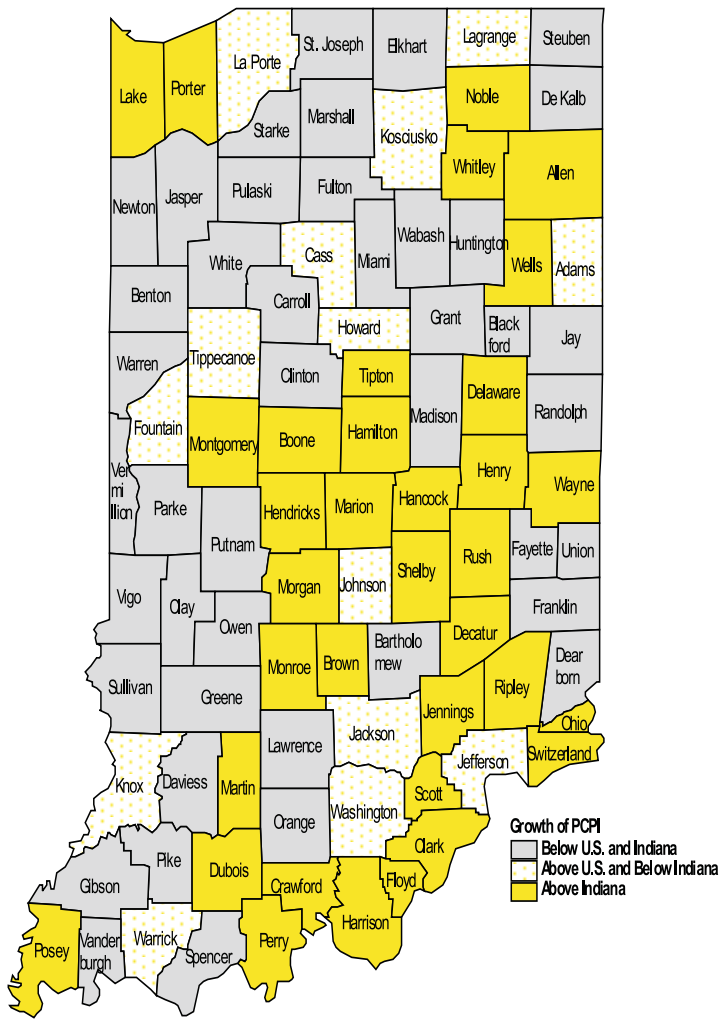 St. Joseph
Elkhart
Lagrange
Steuben
La Porte
Lake
Porter
Noble
De Kalb
Starke
Marshall
Kosciusko
Whitley
Allen
Newton
Jasper
Pulaski
Fulton
White
Cass
Miami
Wabash
Huntington
Wells
Adams
Benton
Carroll
Grant
Black
ford
Jay
Warren
Tippecanoe
Howard
Clinton
Tipton
Delaware
Fountain
Montgomery
Boone
Hamilton
Madison
Randolph
Ver
mi
llion
Parke
Putnam
Hendricks
Marion
Hancock
Henry
Wayne
Vigo
Clay
Owen
Morgan
Johnson
Shelby
Rush
Fayette
Union
Franklin
Sullivan
Greene
Monroe
Brown
Bartholo
mew
Decatur
Dear
born
Ripley
Jennings
Ohio
Switzerland
Knox
Daviess
Martin
Lawrence
Jackson
Jefferson
Scott
Washington
Orange
Clark
Gibson
Pike
Dubois
Crawford
Floyd
Harrison
Posey
Vander
burgh
Warrick
Spencer
Perry
Growth of PCPI
Below U.S. and Indiana
Above U.S. and Below Indiana
Above Indiana